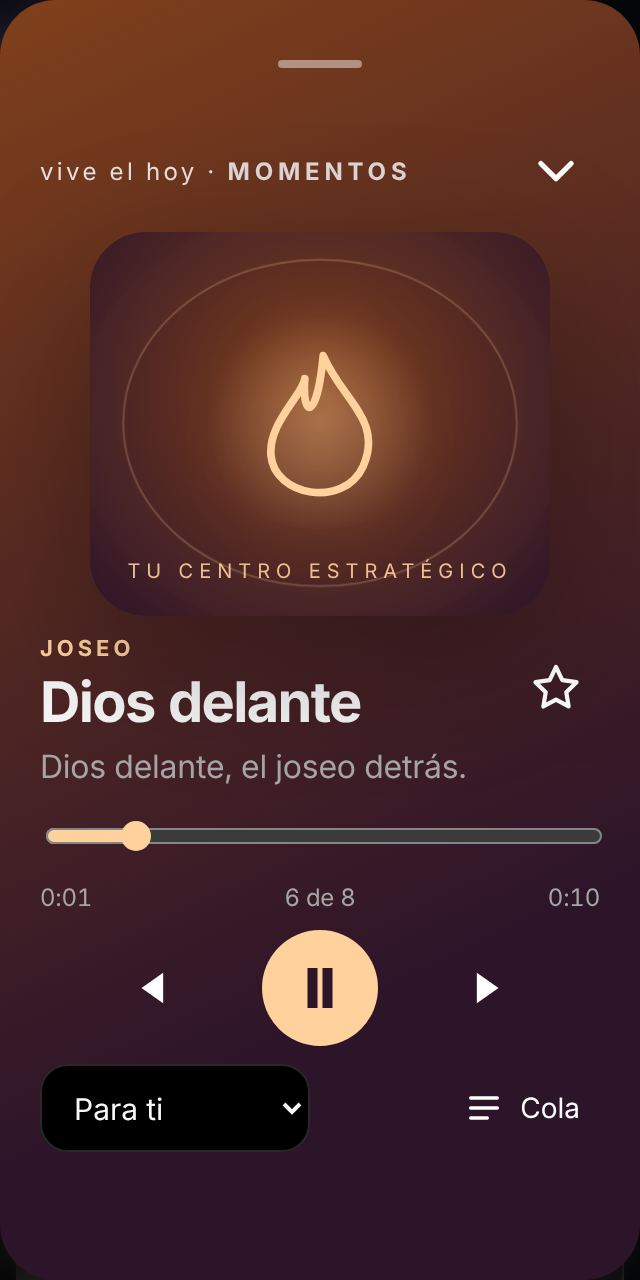 vive el hoy · MOMENTOS
TU CENTRO ESTRATÉGICO
JOSEO
Dios delante
Dios delante, el joseo detrás.
0:01 6 de 8 0:10
Para ti Cola